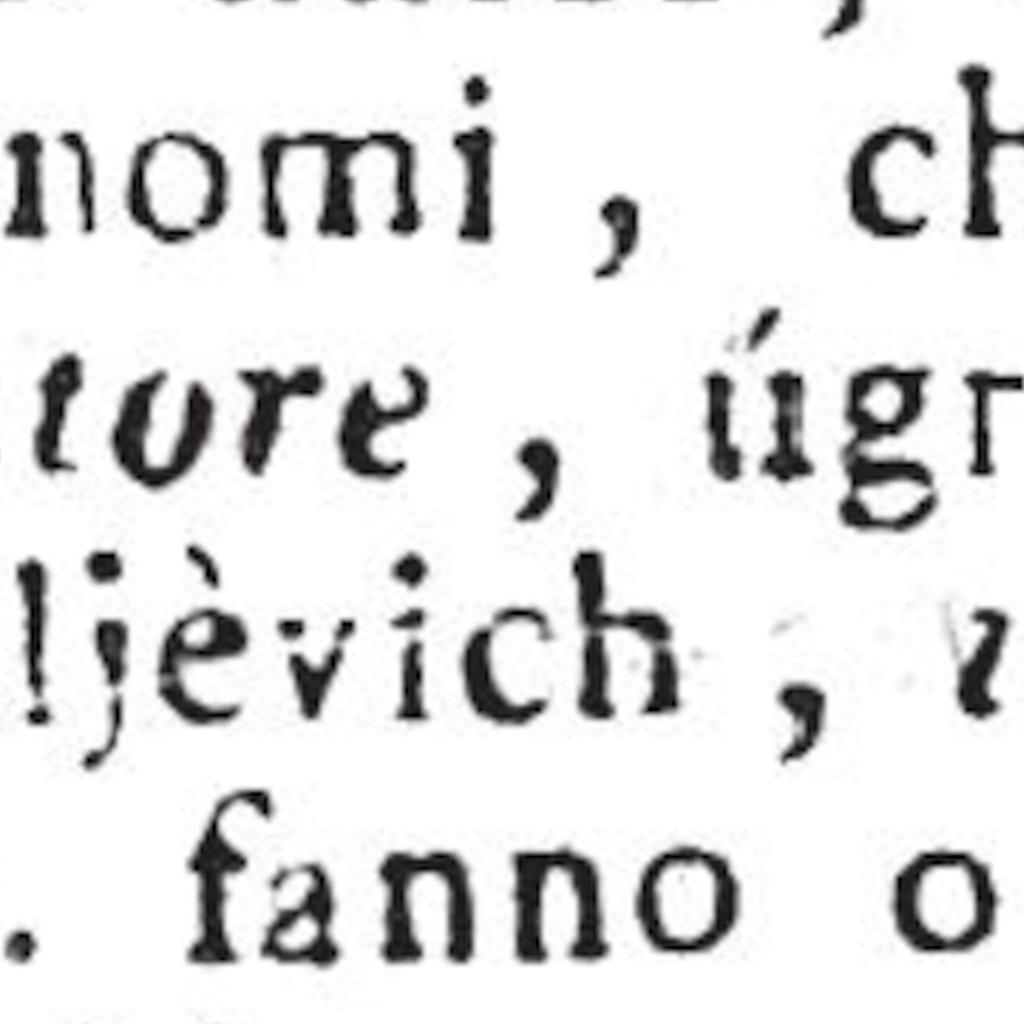 nomi , ch
tore , úgr
ljèvich ,
. fanno o